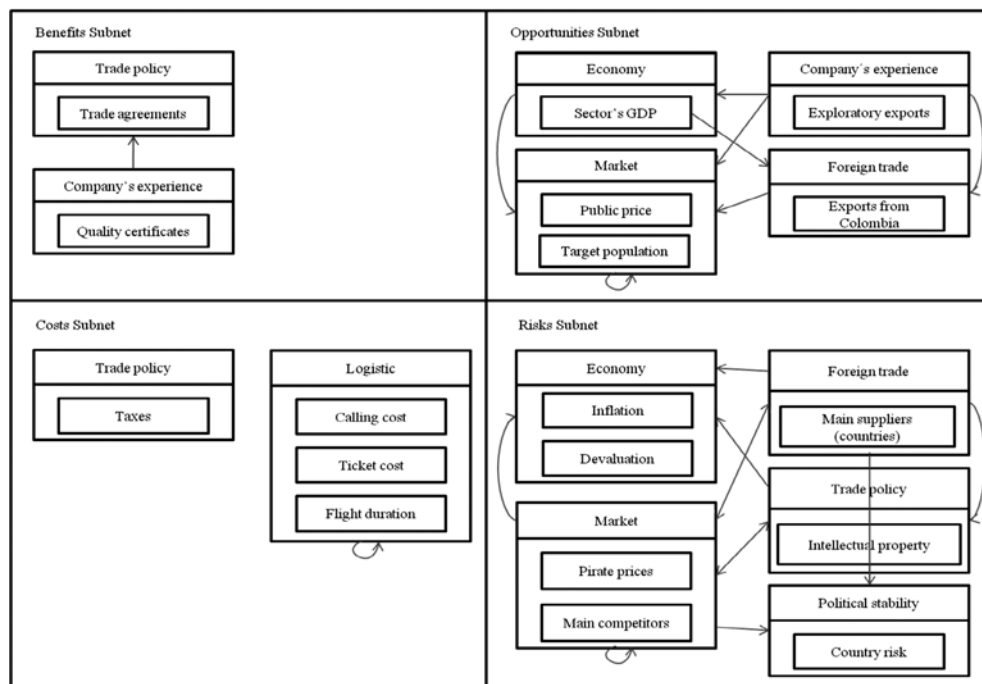 Benefits Subnet
Trade policy
Trade agreements
Company´s experience
Quality certificates
Opportunities Subnet
Economy
Sector's GDP
Market
Public price
Target population
Company´s experience
Exploratory exports
Foreign trade
Exports from
Colombia
Costs Subnet
Trade policy
Taxes
Logistic
Calling cost
Ticket cost
Flight duration
Risks Subnet
Economy
Inflation
Devaluation
Market
Pirate prices
Main competitors
Foreign trade
Main suppliers
(countries)
Trade policy
Intellectual property
Political stability
Country risk